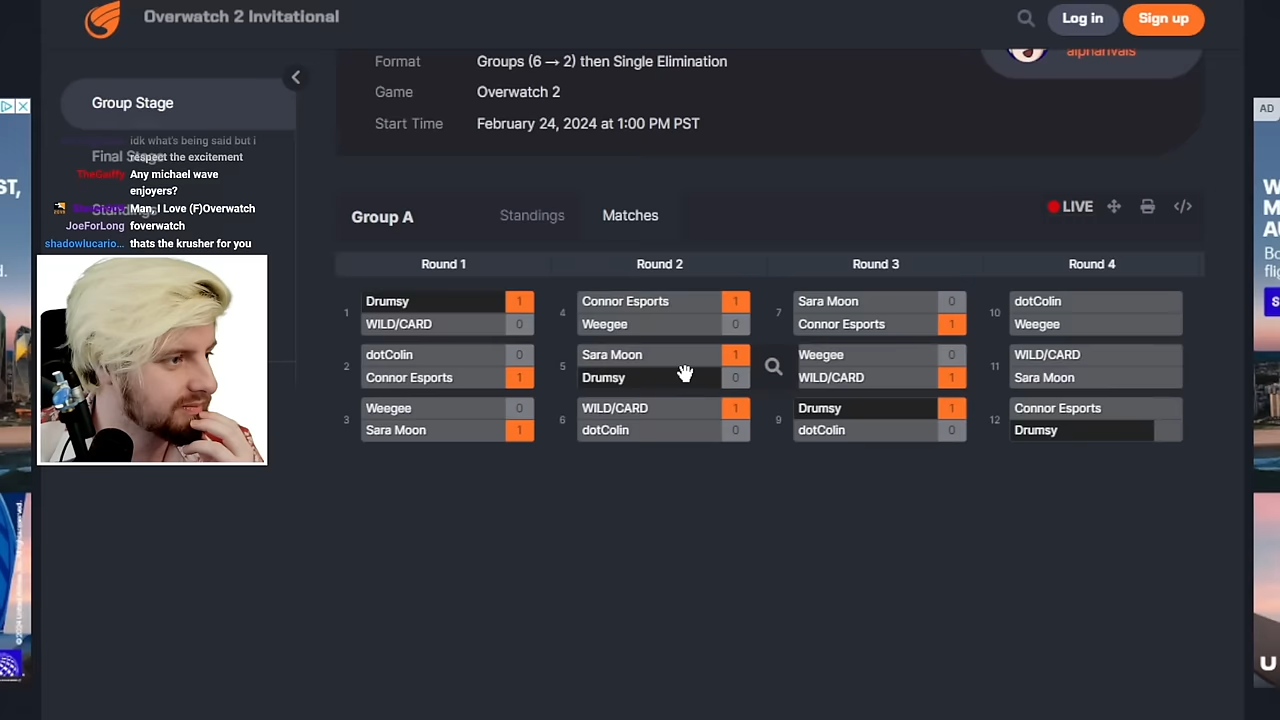 Overwatch 2 Invitational
Log in
Sign up
Format
Groups (6 → 2) then Single Elimination
alpharivals
Game
Overwatch 2
Start Time
February 24, 2024 at 1:00 PM PST
Group Stage
Final Stage
Standings
idk what's being said but i
respect the excitement
Any michael wave
enjoyers?
Man, I Love (F)Overwatch
JoeForLong foverwatch
shadowlucario... thats the krusher for you
Group A
Standings
Matches
LIVE
Round 1
Round 2
Round 3
Round 4
1
Drumsy 1
WILD/CARD 0
2
dotColin 0
Connor Esports 1
3
Weegee 0
Sara Moon 1
4
Connor Esports 1
Weegee 0
5
Sara Moon 1
Drumsy 0
6
WILD/CARD 1
dotColin 0
7
Sara Moon 0
Connor Esports 1
Weegee 0
WILD/CARD 1
9
Drumsy 1
dotColin 0
10
dotColin
Weegee
11
WILD/CARD
Sara Moon
12
Connor Esports
Drumsy
AD
ST,